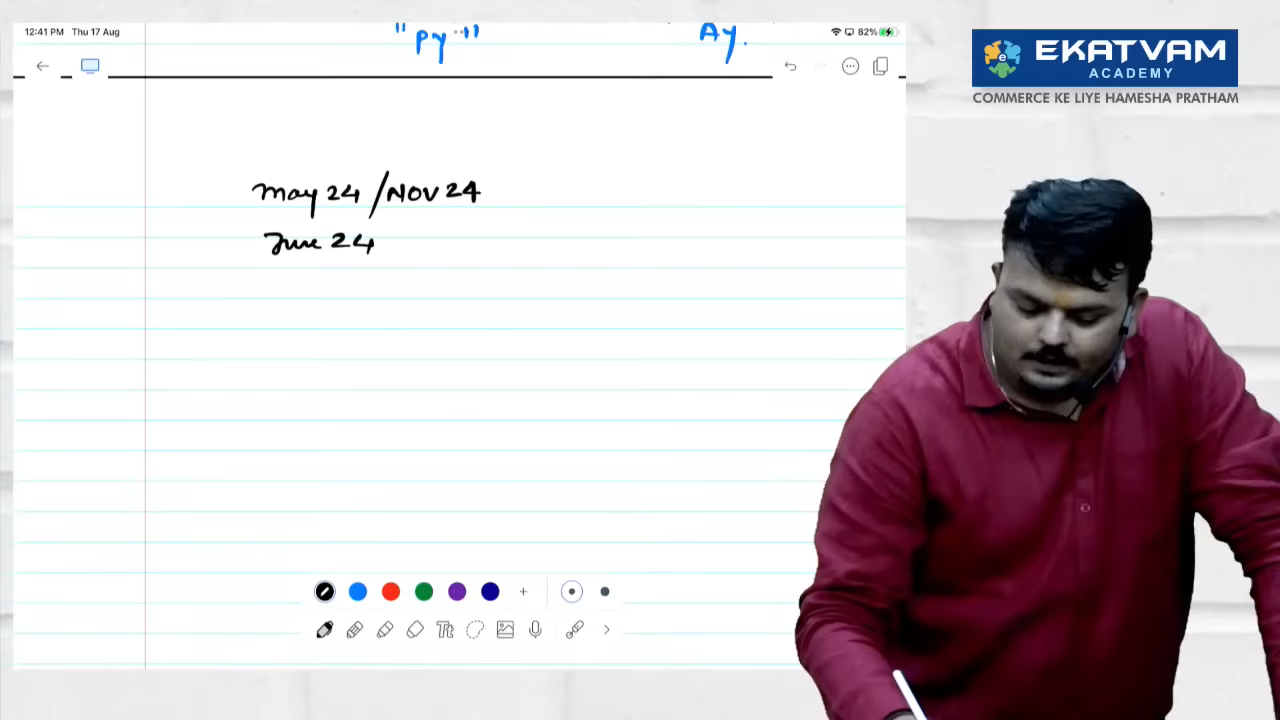 12:41 PM Thu 17 Aug
82%
"PY"
Ay.
EKATVAM
ACADEMY
COMMERCE KE LIYE HAMESHA PRATHAM
May 24 / Nov 24
June 24
Tt